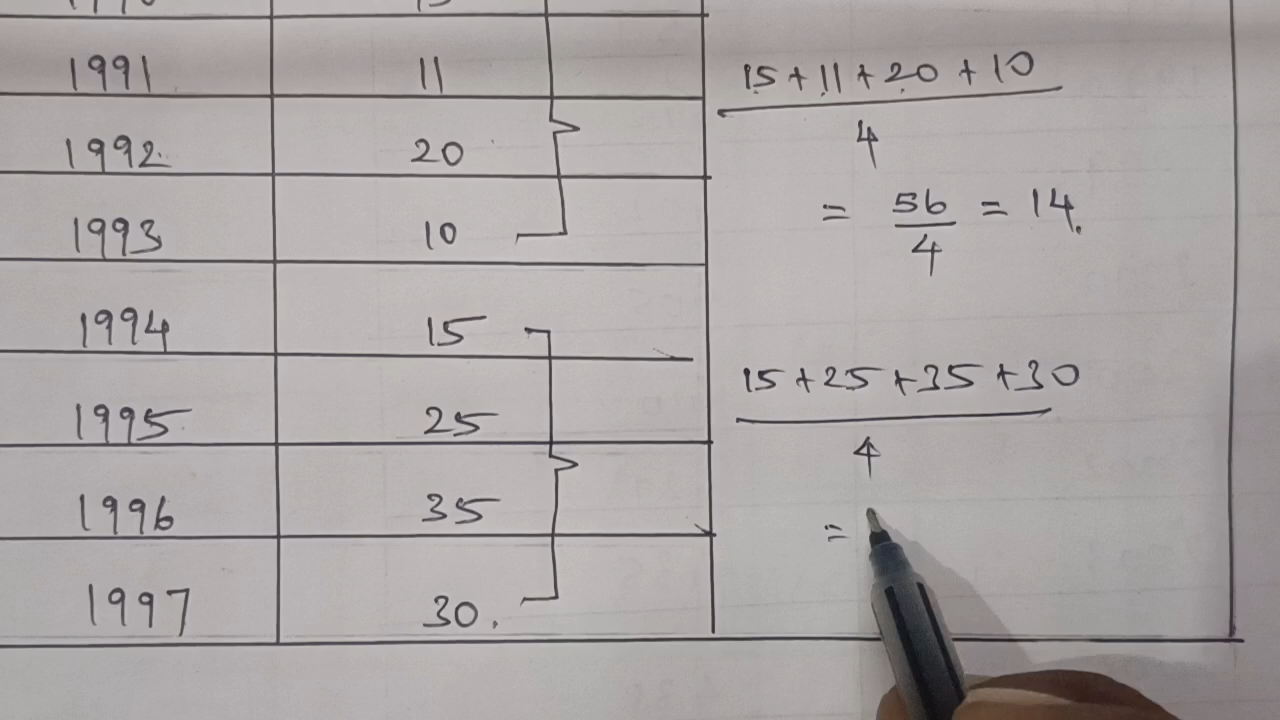 1991 11 15+11+20+10
1992 20 4
1993 10 = 56/4 = 14.
1994 15
1995 25 15+25+35+30
1996 35 4
1997 30. =